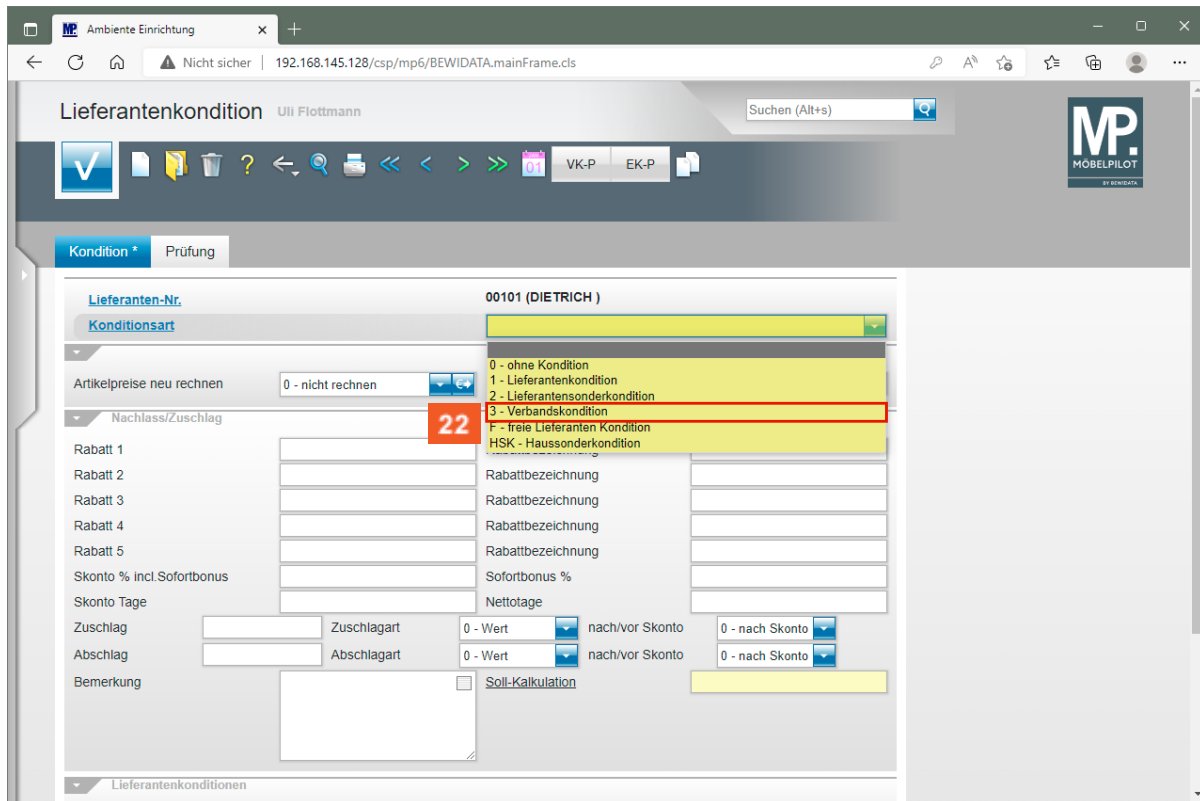 Ambiente Einrichtung
Nicht sicher | 192.168.145.128/csp/mp6/BEWIDATA.mainFrame.cls
Lieferantenkondition Uli Flottmann
Suchen (Alt+s)
MP.
MÖBELPILOT
BY BEWIDATA
01 VK-P EK-P
Kondition * Prüfung
Lieferanten-Nr. 00101 (DIETRICH )
Konditionsart
0 - ohne Kondition
1 - Lieferantenkondition
2 - Lieferantensonderkondition
3 - Verbandskondition
F - freie Lieferanten Kondition
HSK - Haussonderkondition
Artikelpreise neu rechnen 0 - nicht rechnen
22
Nachlass/Zuschlag
Rabatt 1
Rabatt 2 Rabattbezeichnung
Rabatt 3 Rabattbezeichnung
Rabatt 4 Rabattbezeichnung
Rabatt 5 Rabattbezeichnung
Skonto % incl.Sofortbonus Sofortbonus %
Skonto Tage Nettotage
Zuschlag Zuschlagart 0 - Wert nach/vor Skonto 0 - nach Skonto
Abschlag Abschlagart 0 - Wert nach/vor Skonto 0 - nach Skonto
Bemerkung Soll-Kalkulation
Lieferantenkonditionen